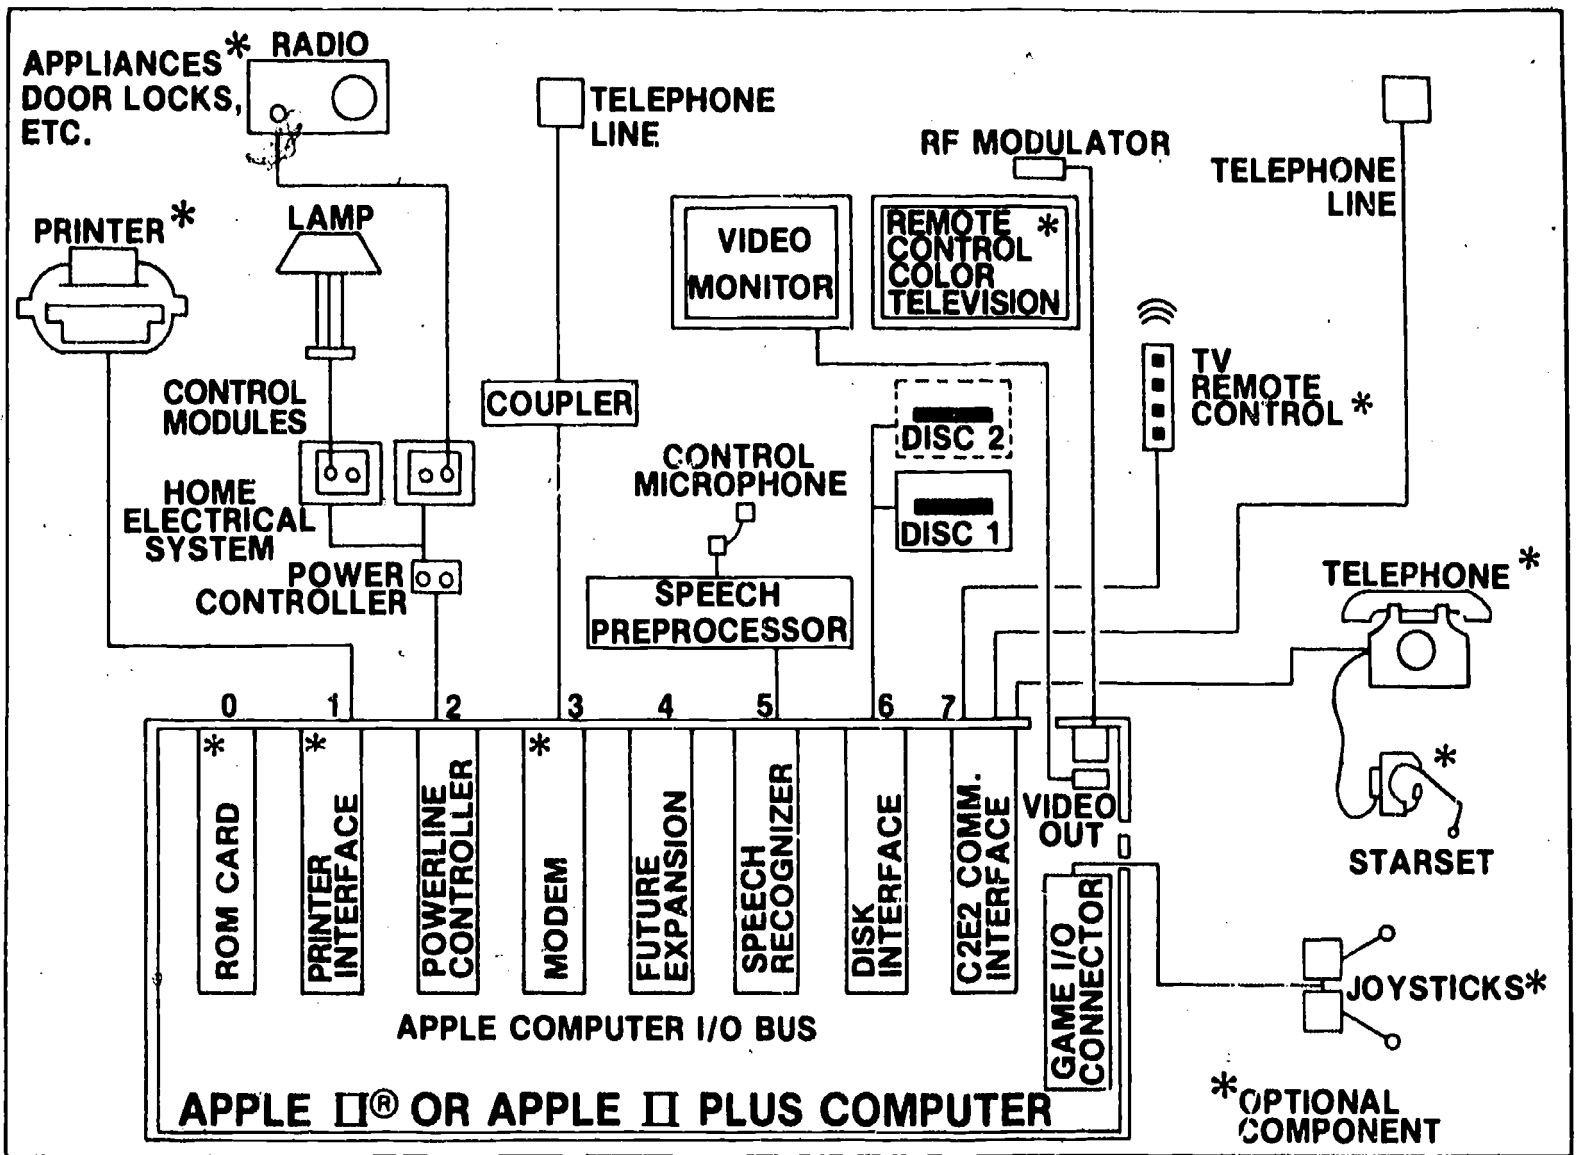 APPLIANCES*
DOOR LOCKS,
ETC.
RADIO
TELEPHONE
LINE
RF MODULATOR
TELEPHONE
LINE
PRINTER*
LAMP
VIDEO
MONITOR
REMOTE *
CONTROL
COLOR
TELEVISION
TV
REMOTE
CONTROL *
CONTROL
MODULES
COUPLER
DISC 2
CONTROL
MICROPHONE
DISC 1
HOME
ELECTRICAL
SYSTEM
POWER
CONTROLLER
SPEECH
PREPROCESSOR
TELEPHONE *
*
STARSET
0 1 2 3 4 5 6 7
* ROM CARD
* PRINTER
INTERFACE
POWERLINE
CONTROLLER
* MODEM
FUTURE
EXPANSION
SPEECH
RECOGNIZER
DISK
INTERFACE
C2E2 COMM.
INTERFACE
VIDEO
OUT
GAME I/O
CONNECTOR
JOYSTICKS*
APPLE COMPUTER I/O BUS
APPLE II® OR APPLE II PLUS COMPUTER
*OPTIONAL
COMPONENT